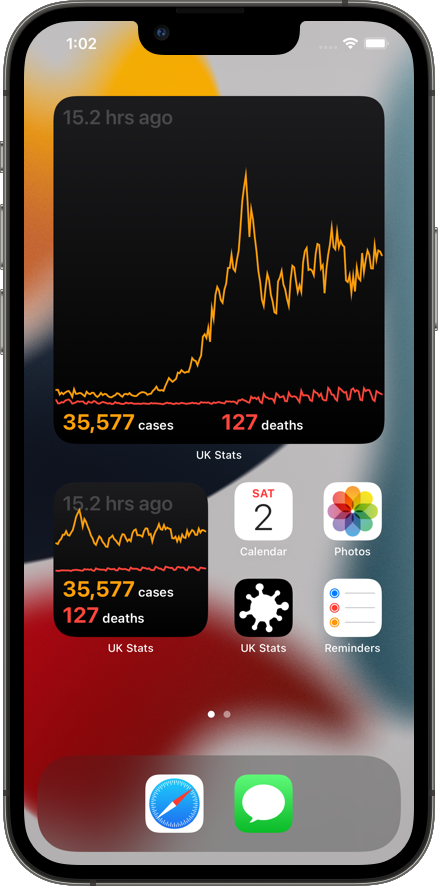 1:02
15.2 hrs ago
35,577 cases 127 deaths
UK Stats
15.2 hrs ago
35,577 cases
127 deaths
UK Stats
SAT
2
Calendar
Photos
UK Stats
Reminders